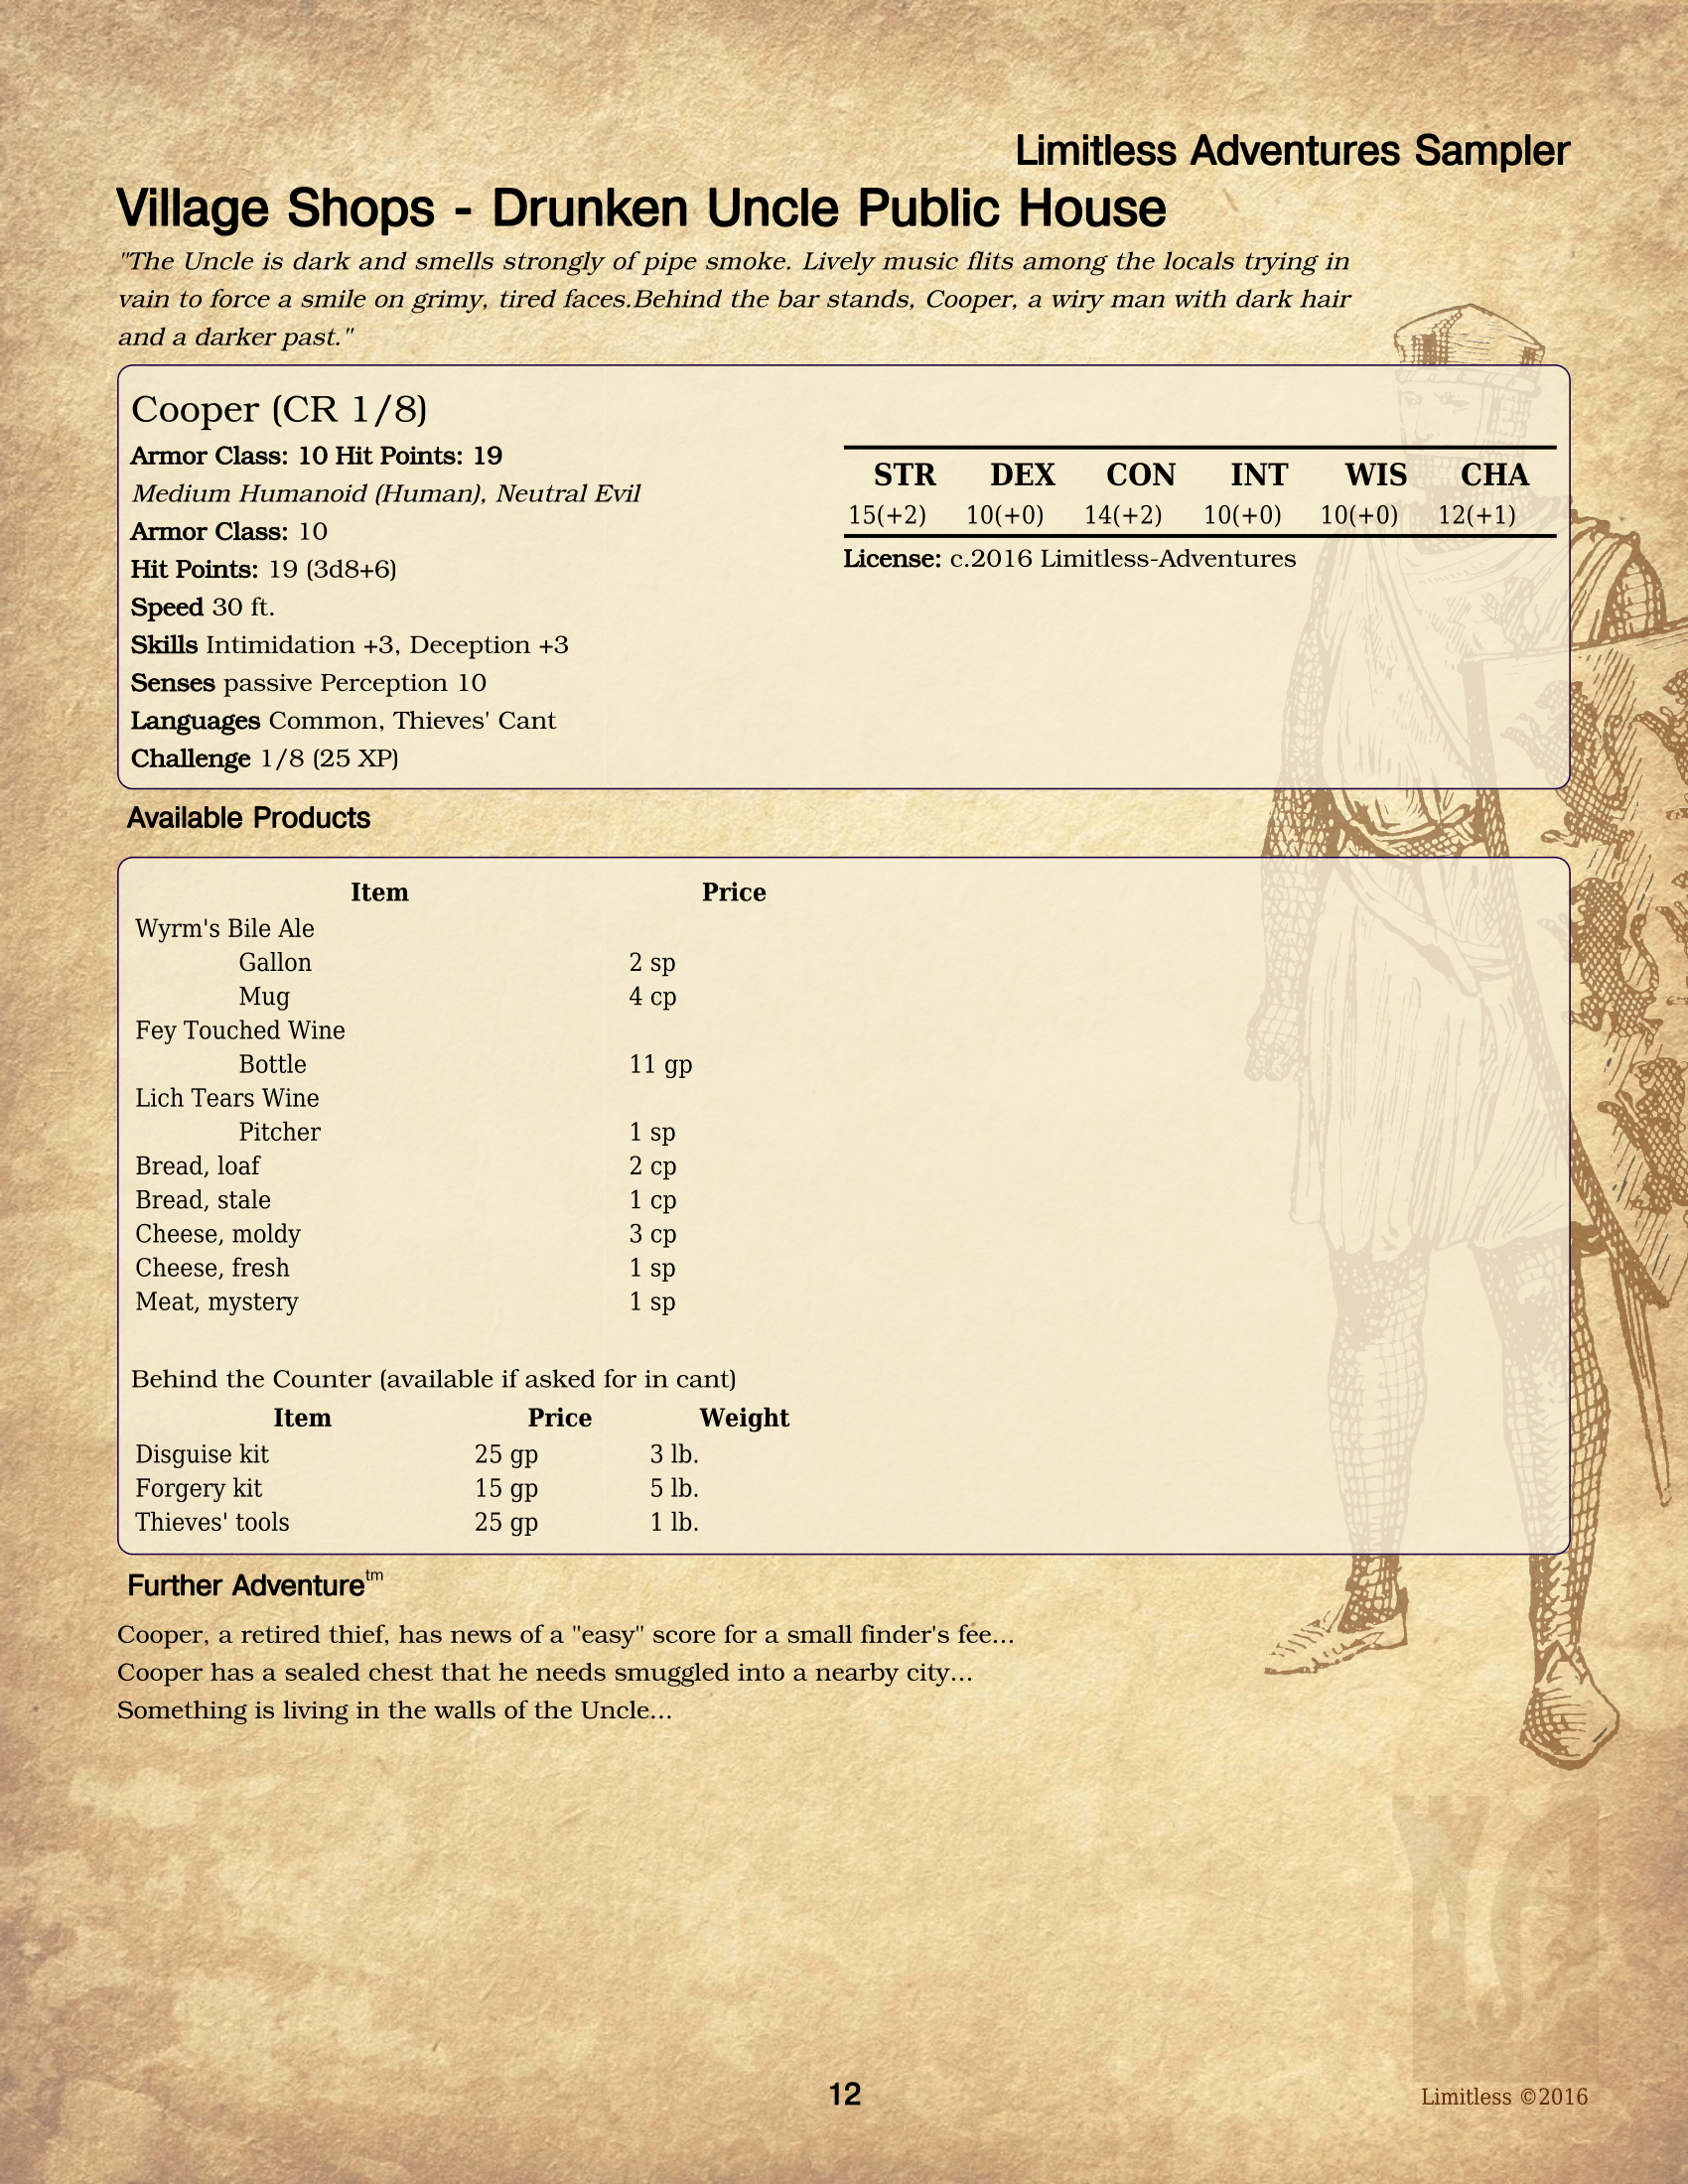 Limitless Adventures Sampler
Village Shops - Drunken Uncle Public House
"The Uncle is dark and smells strongly of pipe smoke. Lively music flits among the locals trying in
vain to force a smile on grimy, tired faces.Behind the bar stands, Cooper, a wiry man with dark hair
and a darker past."
Cooper (CR 1/8)
Armor Class: 10 Hit Points: 19
Medium Humanoid (Human), Neutral Evil
Armor Class: 10
Hit Points: 19 (3d8+6)
Speed 30 ft.
Skills Intimidation +3, Deception +3
Senses passive Perception 10
Languages Common, Thieves' Cant
Challenge 1/8 (25 XP)
STR DEX CON INT WIS CHA
15(+2) 10(+0) 14(+2) 10(+0) 10(+0) 12(+1)
License: c.2016 Limitless-Adventures
Available Products
Item Price
Wyrm's Bile Ale
Gallon 2 sp
Mug 4 cp
Fey Touched Wine
Bottle 11 gp
Lich Tears Wine
Pitcher 1 sp
Bread, loaf 2 cp
Bread, stale 1 cp
Cheese, moldy 3 cp
Cheese, fresh 1 sp
Meat, mystery 1 sp
Behind the Counter (available if asked for in cant)
Item Price Weight
Disguise kit 25 gp 3 lb.
Forgery kit 15 gp 5 lb.
Thieves' tools 25 gp 1 lb.
Further Adventure™
Cooper, a retired thief, has news of a "easy" score for a small finder's fee...
Cooper has a sealed chest that he needs smuggled into a nearby city...
Something is living in the walls of the Uncle...
12
Limitless ©2016